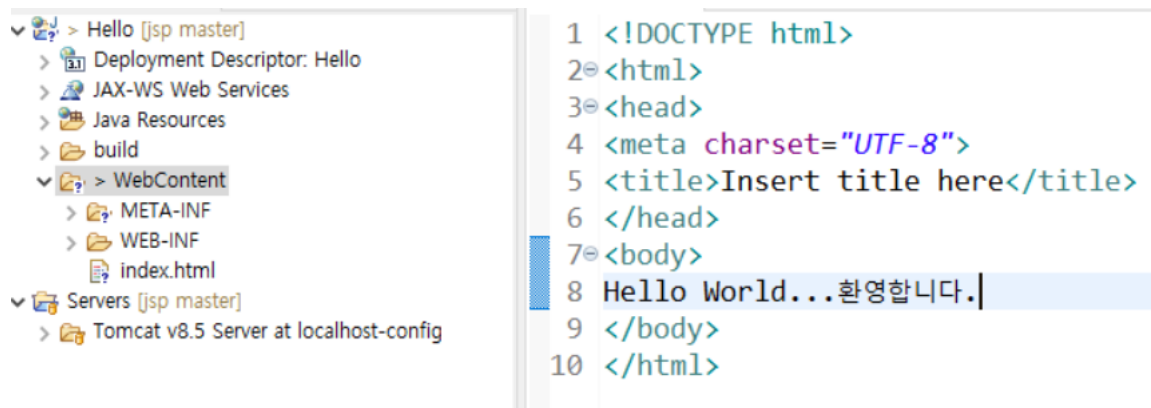 > Hello [jsp master]
Deployment Descriptor: Hello
JAX-WS Web Services
Java Resources
build
> WebContent
META-INF
WEB-INF
index.html
Servers [jsp master]
Tomcat v8.5 Server at localhost-config
1 <!DOCTYPE html>
2 <html>
3 <head>
4 <meta charset="UTF-8">
5 <title>Insert title here</title>
6 </head>
7 <body>
8 Hello World...환영합니다.
9 </body>
10 </html>